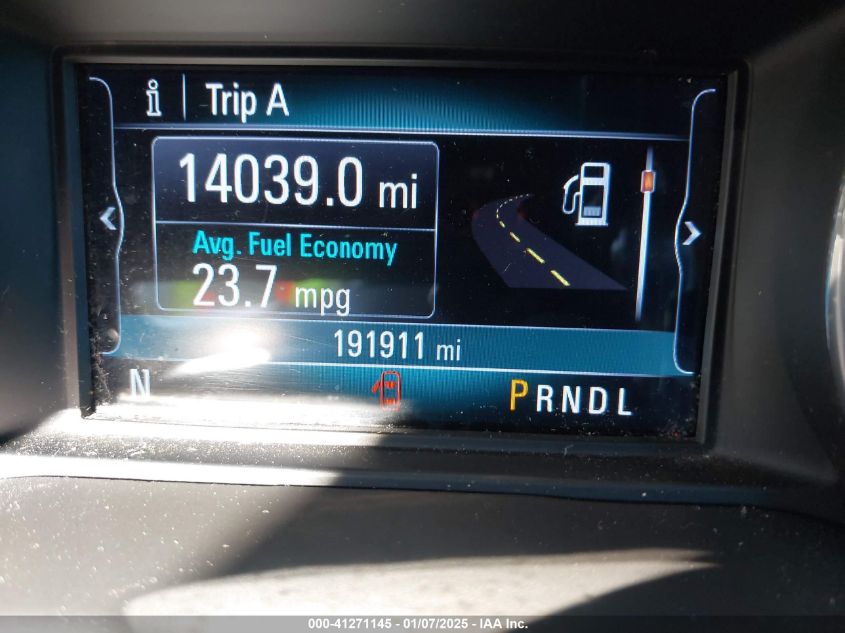 i Trip A
14039.0 mi
Avg. Fuel Economy
23.7 mpg
191911 mi
N PRNDL
000-41271145 - 01/07/2025 - IAA Inc.